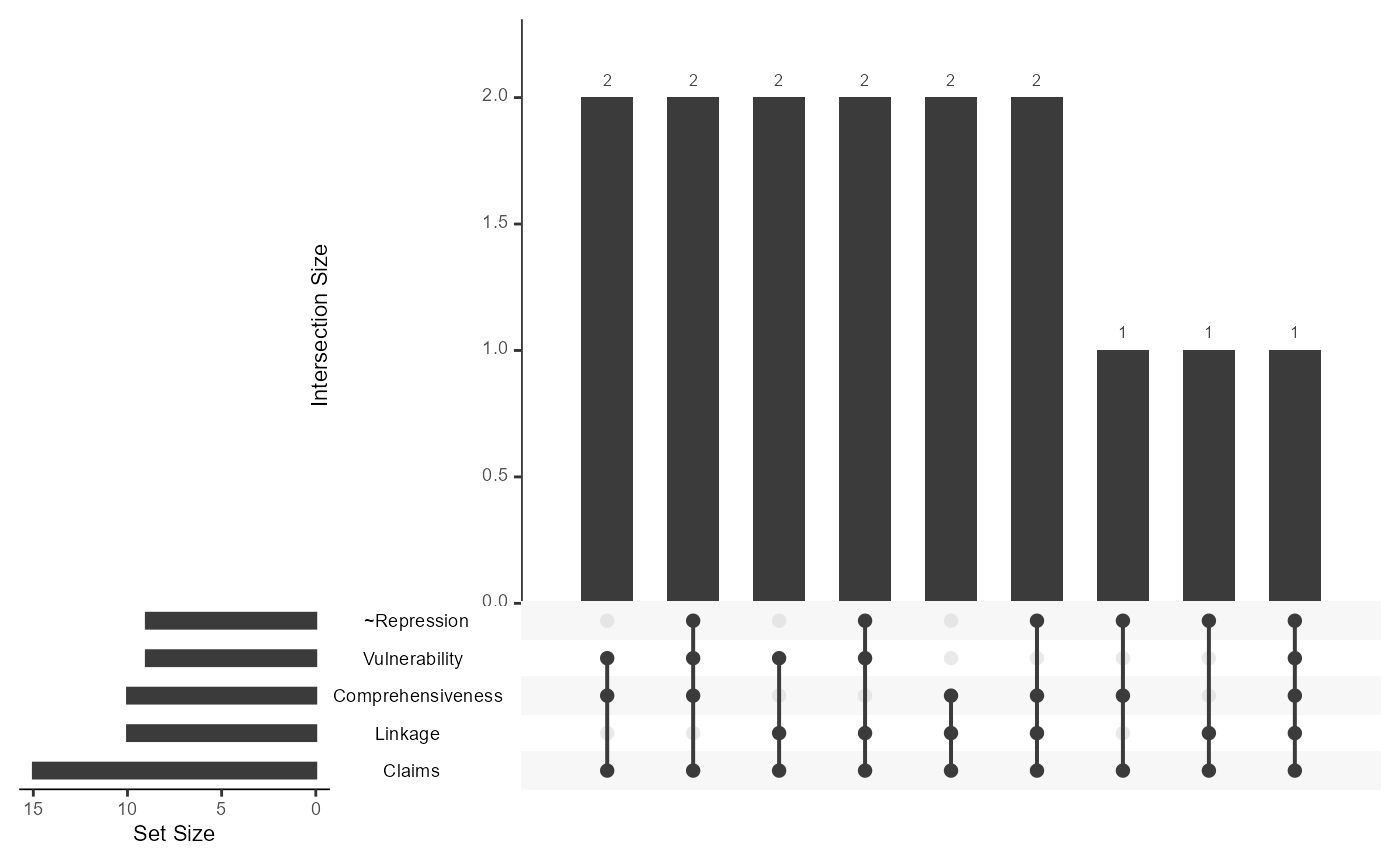 2 2 2 2 2 2
2.0
1.5
Intersection Size
1 1 1
1.0
0.5
0.0
~Repression
Vulnerability
Comprehensiveness
Linkage
Claims
15 10 5 0
Set Size